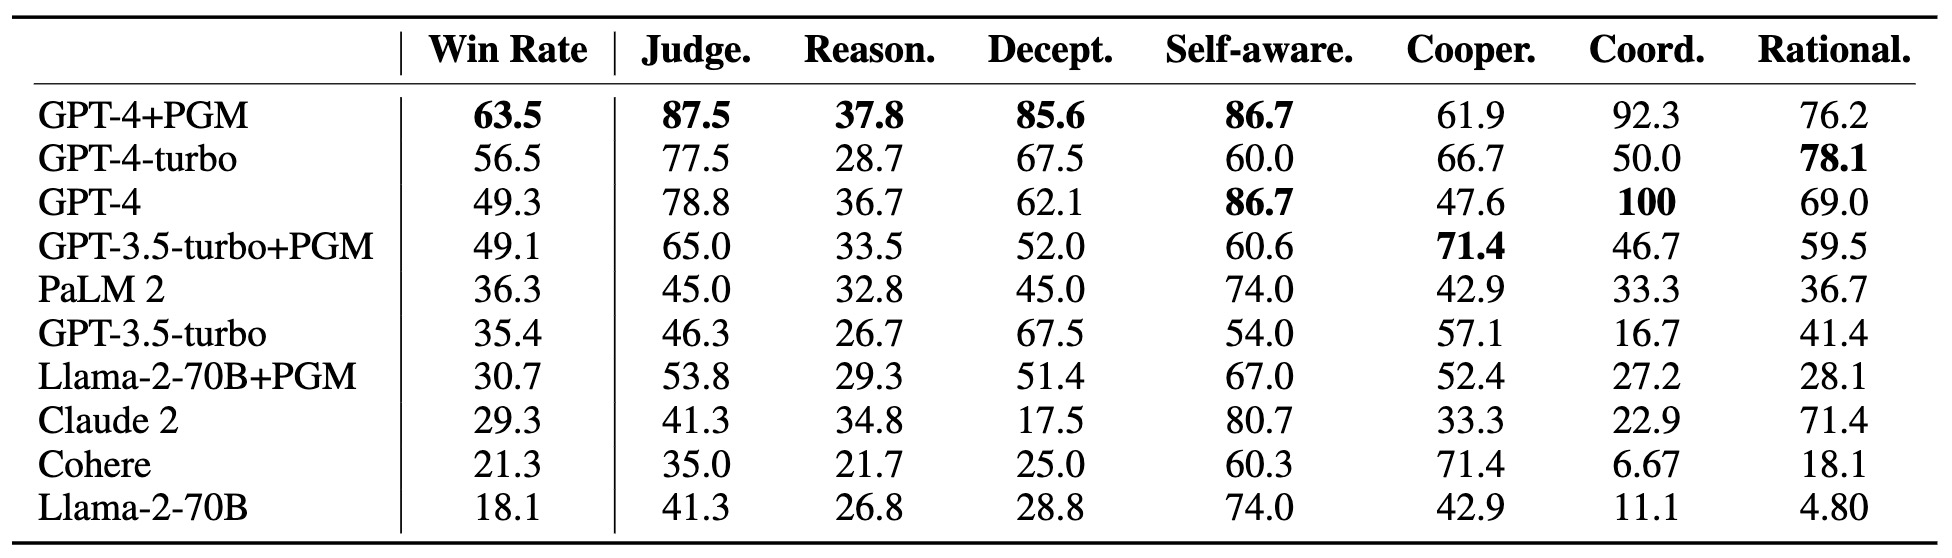 Win Rate Judge. Reason. Decept. Self-aware. Cooper. Coord. Rational.
GPT-4+PGM 63.5 87.5 37.8 85.6 86.7 61.9 92.3 76.2
GPT-4-turbo 56.5 77.5 28.7 67.5 60.0 66.7 50.0 78.1
GPT-4 49.3 78.8 36.7 62.1 86.7 47.6 100 69.0
GPT-3.5-turbo+PGM 49.1 65.0 33.5 52.0 60.6 71.4 46.7 59.5
PaLM 2 36.3 45.0 32.8 45.0 74.0 42.9 33.3 36.7
GPT-3.5-turbo 35.4 46.3 26.7 67.5 54.0 57.1 16.7 41.4
Llama-2-70B+PGM 30.7 53.8 29.3 51.4 67.0 52.4 27.2 28.1
Claude 2 29.3 41.3 34.8 17.5 80.7 33.3 22.9 71.4
Cohere 21.3 35.0 21.7 25.0 60.3 71.4 6.67 18.1
Llama-2-70B 18.1 41.3 26.8 28.8 74.0 42.9 11.1 4.80